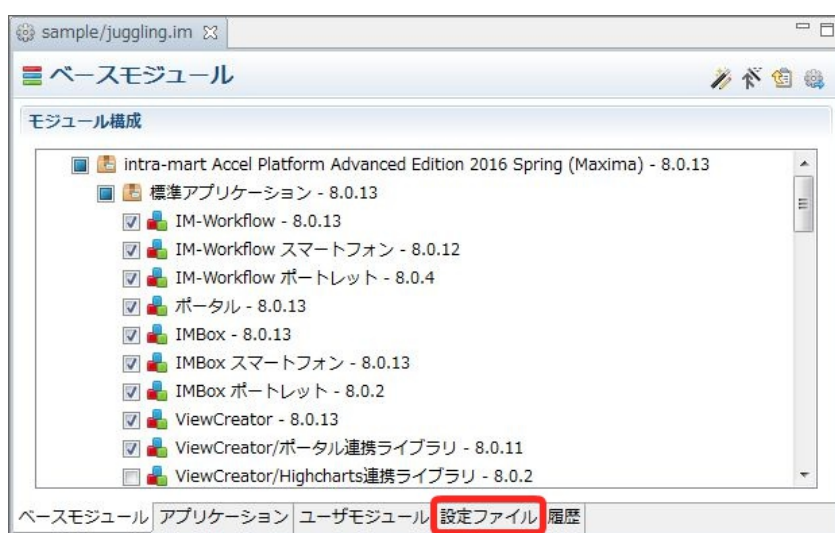 sample/juggling.im
ベースモジュール
モジュール構成
intra-mart Accel Platform Advanced Edition 2016 Spring (Maxima) - 8.0.13
標準アプリケーション - 8.0.13
IM-Workflow - 8.0.13
IM-Workflow スマートフォン - 8.0.12
IM-Workflow ポートレット - 8.0.4
ポータル - 8.0.13
IMBox - 8.0.13
IMBox スマートフォン - 8.0.13
IMBox ポートレット - 8.0.2
ViewCreator - 8.0.13
ViewCreator/ポータル連携ライブラリ - 8.0.11
ViewCreator/Highcharts連携ライブラリ - 8.0.2
ベースモジュール アプリケーション ユーザモジュール 設定ファイル 履歴